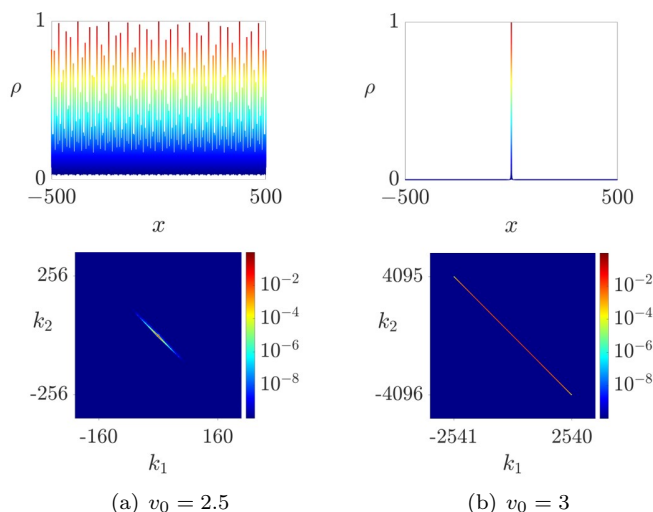 1
ρ
0
−500
500
x
1
ρ
0
−500
500
x
256
k₂
-256
-160
160
k₁
10⁻²
10⁻⁴
10⁻⁶
10⁻⁸
4095
k₂
-4096
-2541
2540
k₁
10⁻²
10⁻⁴
10⁻⁶
10⁻⁸
(a) v₀ = 2.5
(b) v₀ = 3